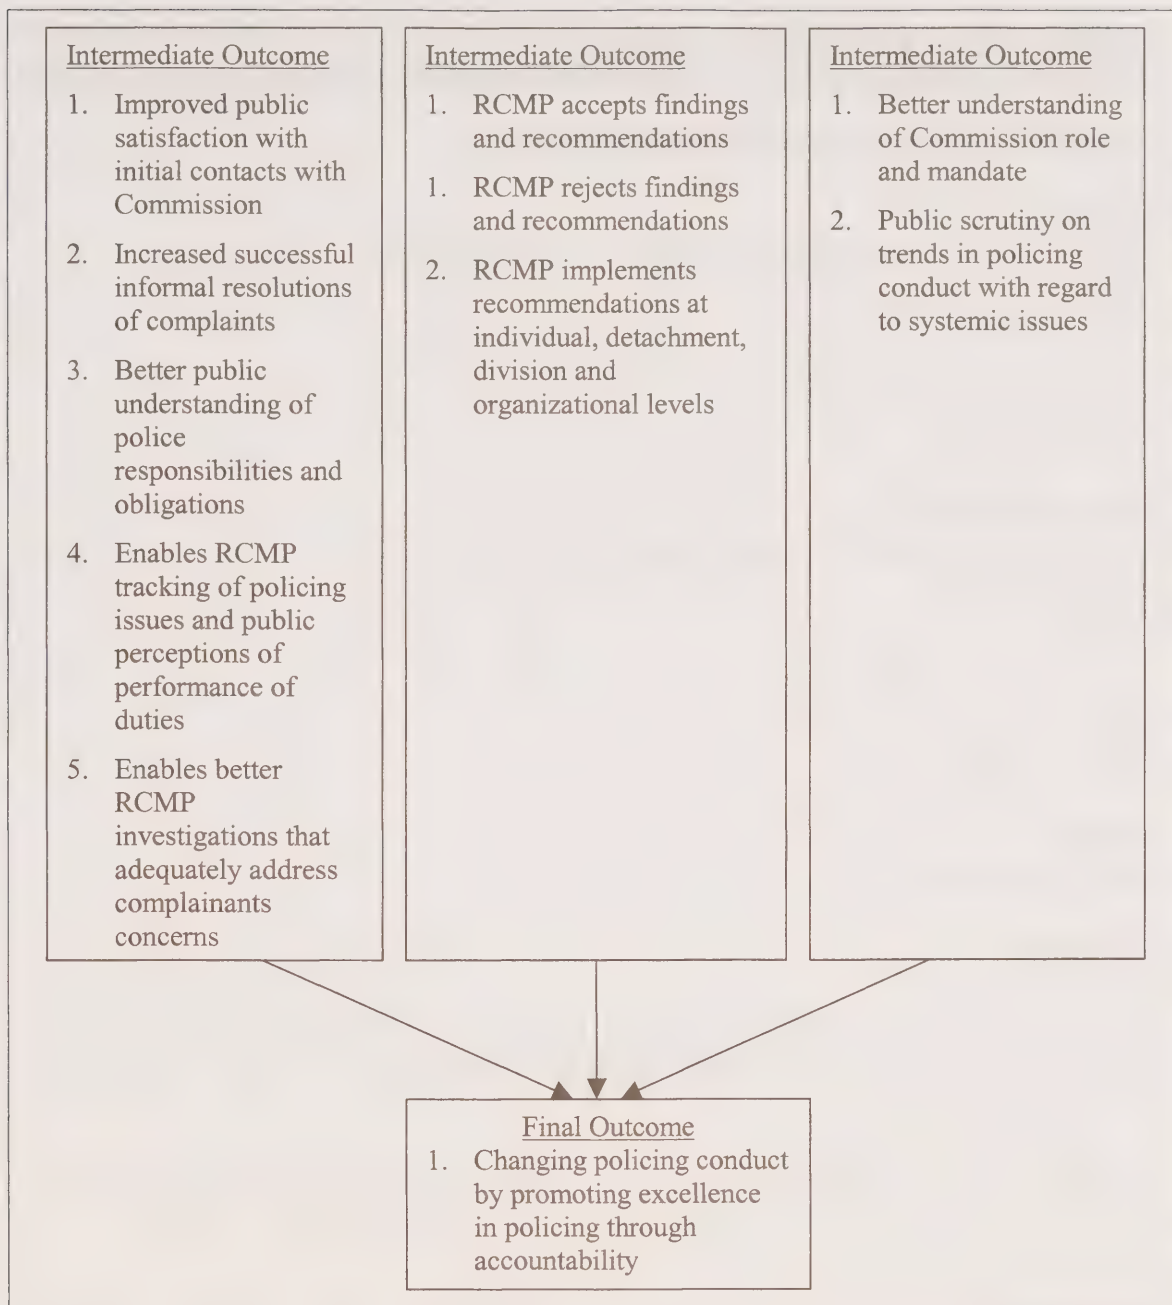 Intermediate Outcome
1. Improved public
satisfaction with
initial contacts with
Commission
2. Increased successful
informal resolutions
of complaints
3. Better public
understanding of
police
responsibilities and
obligations
4. Enables RCMP
tracking of policing
issues and public
perceptions of
performance of
duties
5. Enables better
RCMP
investigations that
adequately address
complainants
concerns
Intermediate Outcome
1. RCMP accepts findings
and recommendations
1. RCMP rejects findings
and recommendations
2. RCMP implements
recommendations at
individual, detachment,
division and
organizational levels
Intermediate Outcome
1. Better understanding
of Commission role
and mandate
2. Public scrutiny on
trends in policing
conduct with regard
to systemic issues
Final Outcome
1. Changing policing conduct
by promoting excellence
in policing through
accountability